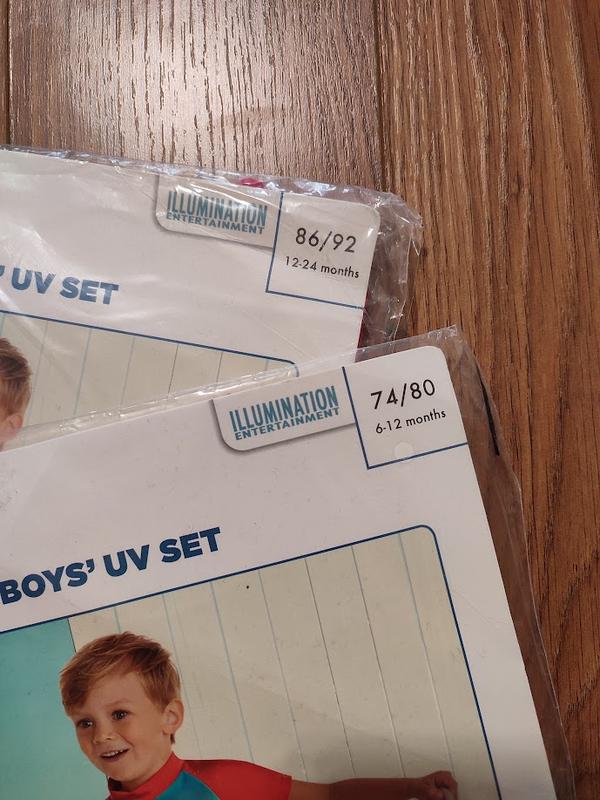 ILLUMINATION
ENTERTAINMENT
86/92
12-24 months
' UV SET
ILLUMINATION
ENTERTAINMENT
74/80
6-12 months
BOYS' UV SET